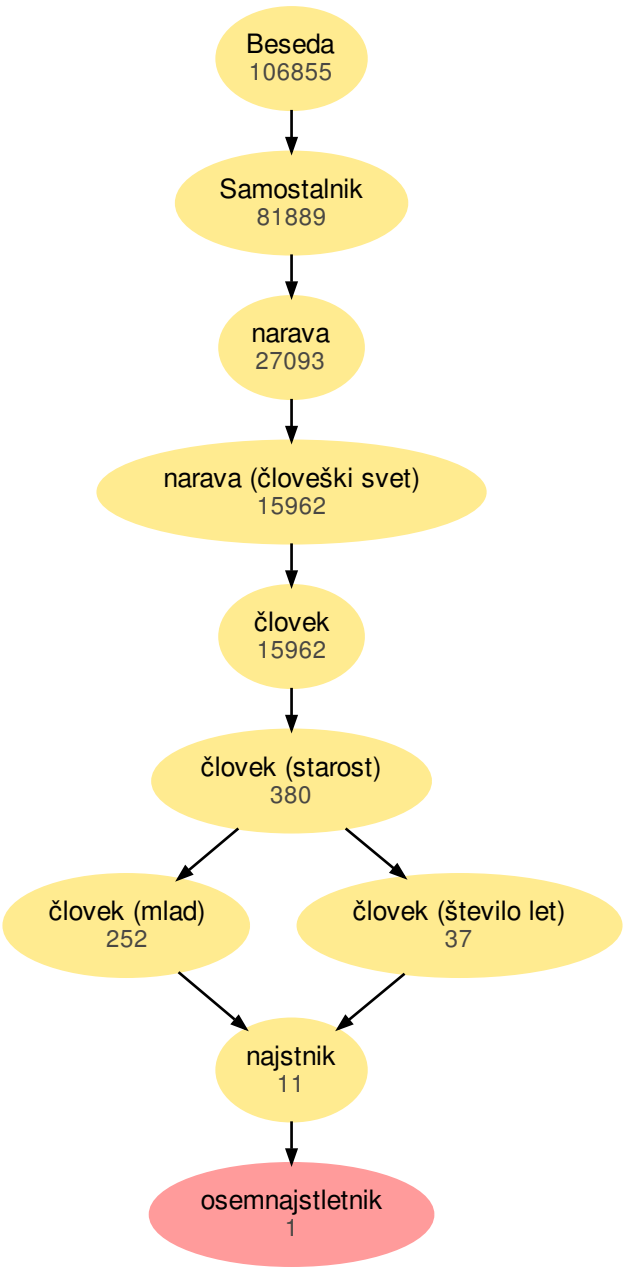 Beseda
106855
Samostalnik
81889
narava
27093
narava (človeški svet)
15962
človek
15962
človek (starost)
380
človek (mlad)
252
človek (število let)
37
najstnik
11
osemnajstletnik
1